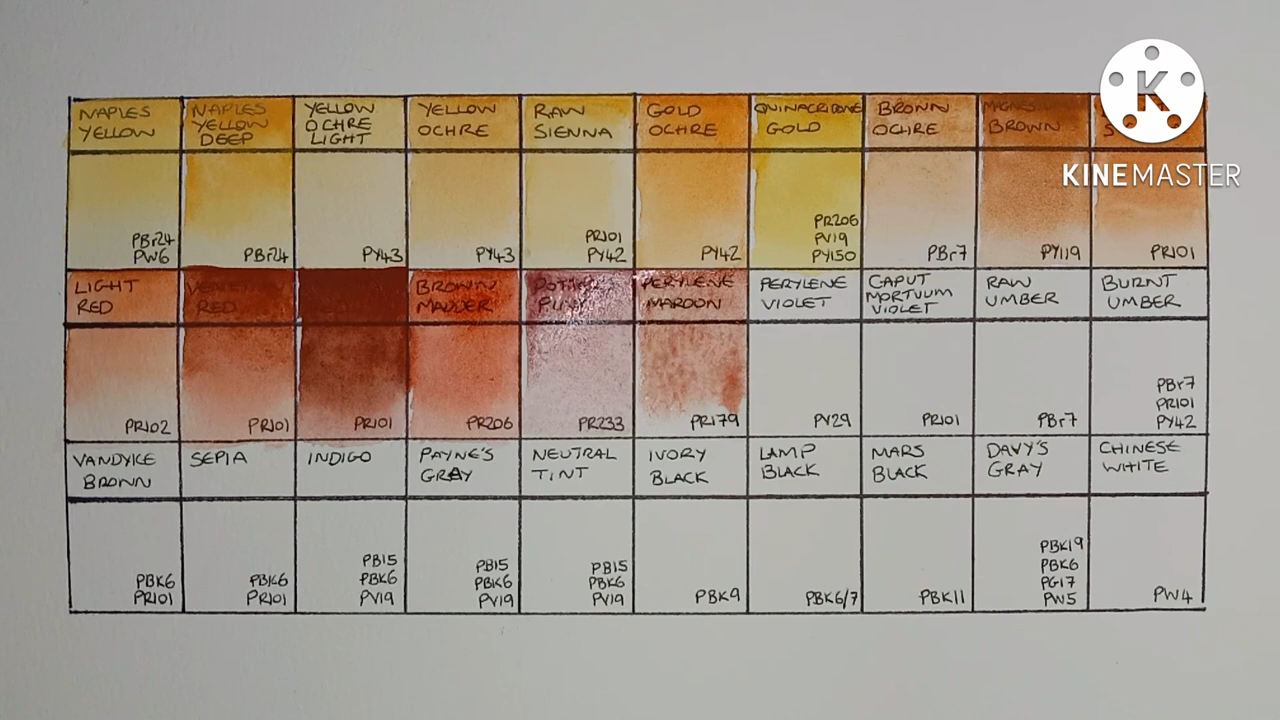 NAPLES
YELLOW
NAPLES
YELLOW
DEEP
YELLOW
OCHRE
LIGHT
YELLOW
OCHRE
RAW
SIENNA
GOLD
OCHRE
QUINACRIDONE
GOLD
BROWN
OCHRE
BROWN
K
KINEMASTER
PBr24
PW6
PBr24
PY43
PY43
PR101
PY42
PY42
PR206
PV19
PY150
PBr7
PY119
PR101
LIGHT
RED
VENETIAN
RED
BROWN
MADDER
POTTER'S
PINK
PERYLENE
MAROON
PERYLENE
VIOLET
CAPUT
MORTUUM
VIOLET
RAW
UMBER
BURNT
UMBER
PR102
PR101
PR101
PR206
PR233
PR179
PV29
PR101
PBr7
PBr7
PR101
PY42
VANDYKE
BROWN
SEPIA
INDIGO
PAYNE'S
GRAY
NEUTRAL
TINT
IVORY
BLACK
LAMP
BLACK
MARS
BLACK
DAVY'S
GRAY
CHINESE
WHITE
PBK6
PR101
PBK6
PR101
PB15
PBK6
PV19
PB15
PBK6
PV19
PB15
PBK6
PV19
PBK9
PBK6/7
PBK11
PBK19
PBK6
PG17
PW5
PW4